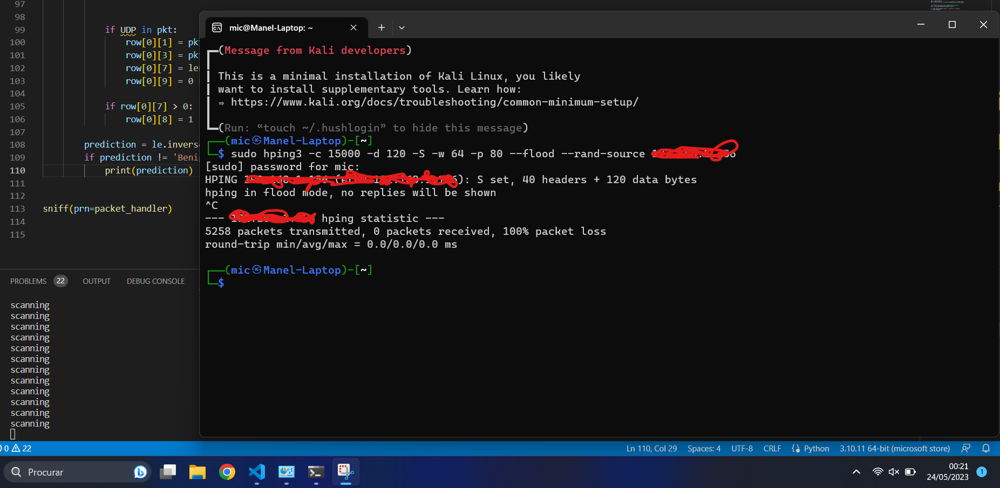 97
98
99 if UDP in pkt:
100 row[0][1] = pk
101 row[0][3] = pk
102 row[0][7] = le
103 row[0][9] = 0
104
105 if row[0][7] > 0:
106 row[0][8] = 1
107
108 prediction = le.invers
109 if prediction != 'Beni
110 print(prediction)
111
112
113 sniff(prn=packet_handler)
114
115
PROBLEMS 22 OUTPUT DEBUG CONSOLE
scanning
scanning
scanning
scanning
scanning
scanning
scanning
scanning
scanning
scanning
scanning
scanning
mic@Manel-Laptop: ~
(Message from Kali developers)
This is a minimal installation of Kali Linux, you likely
want to install supplementary tools. Learn how:
⇒ https://www.kali.org/docs/troubleshooting/common-minimum-setup/
(Run: “touch ~/.hushlogin” to hide this message)
(mic㉿Manel-Laptop)-[~]
$ sudo hping3 -c 15000 -d 120 -S -w 64 -p 80 --flood --rand-source
[sudo] password for mic:
HPING ): S set, 40 headers + 120 data bytes
hping in flood mode, no replies will be shown
^C
--- hping statistic ---
5258 packets transmitted, 0 packets received, 100% packet loss
round-trip min/avg/max = 0.0/0.0/0.0 ms
(mic㉿Manel-Laptop)-[~]
$
0 22 Ln 110, Col 29 Spaces: 4 UTF-8 CRLF Python 3.10.11 64-bit (microsoft store)
Procurar
00:21
24/05/2023 1